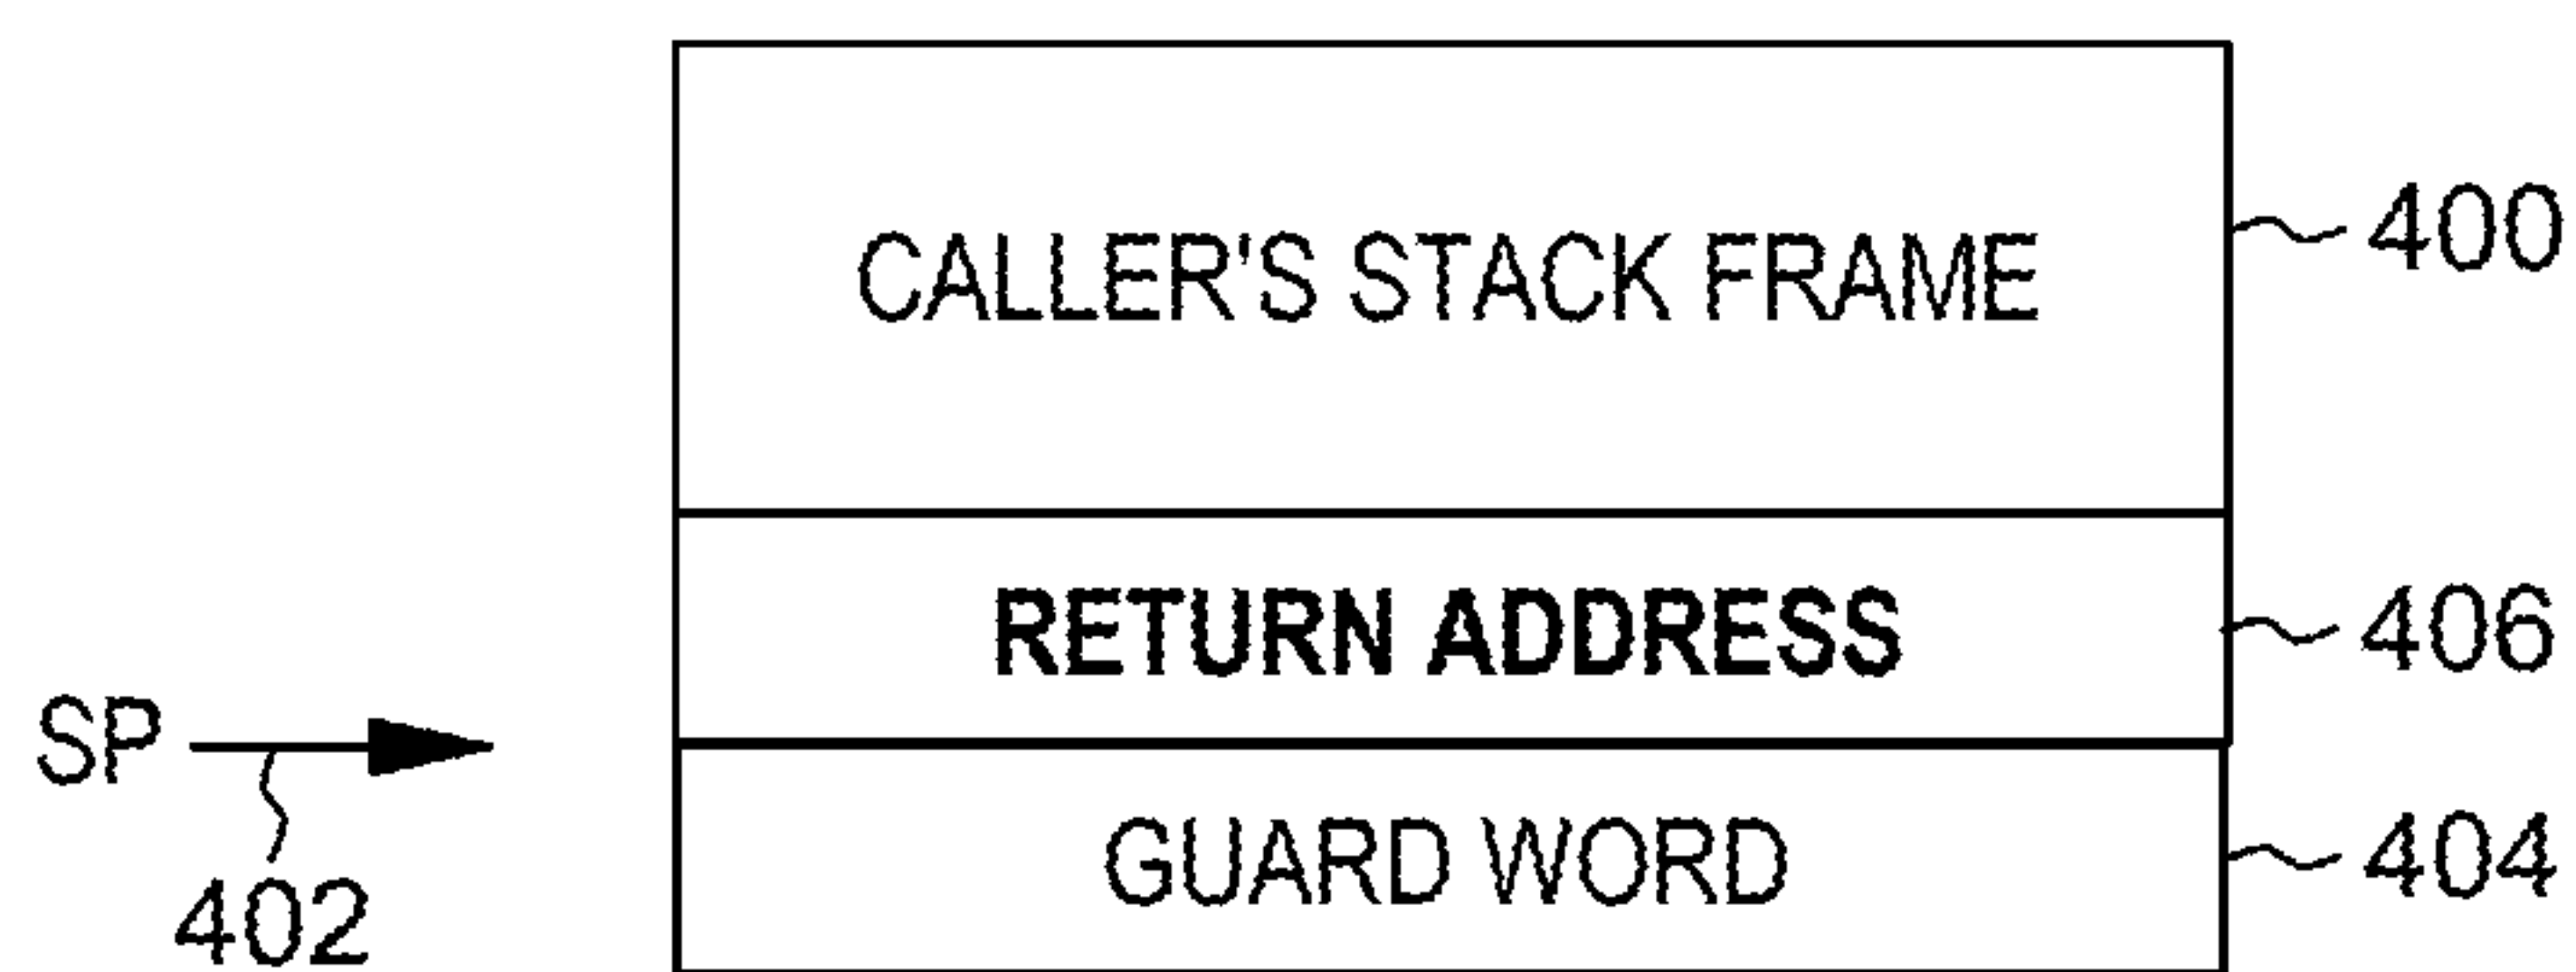 CALLER'S STACK FRAME
400
RETURN ADDRESS
406
SP
402
GUARD WORD
404